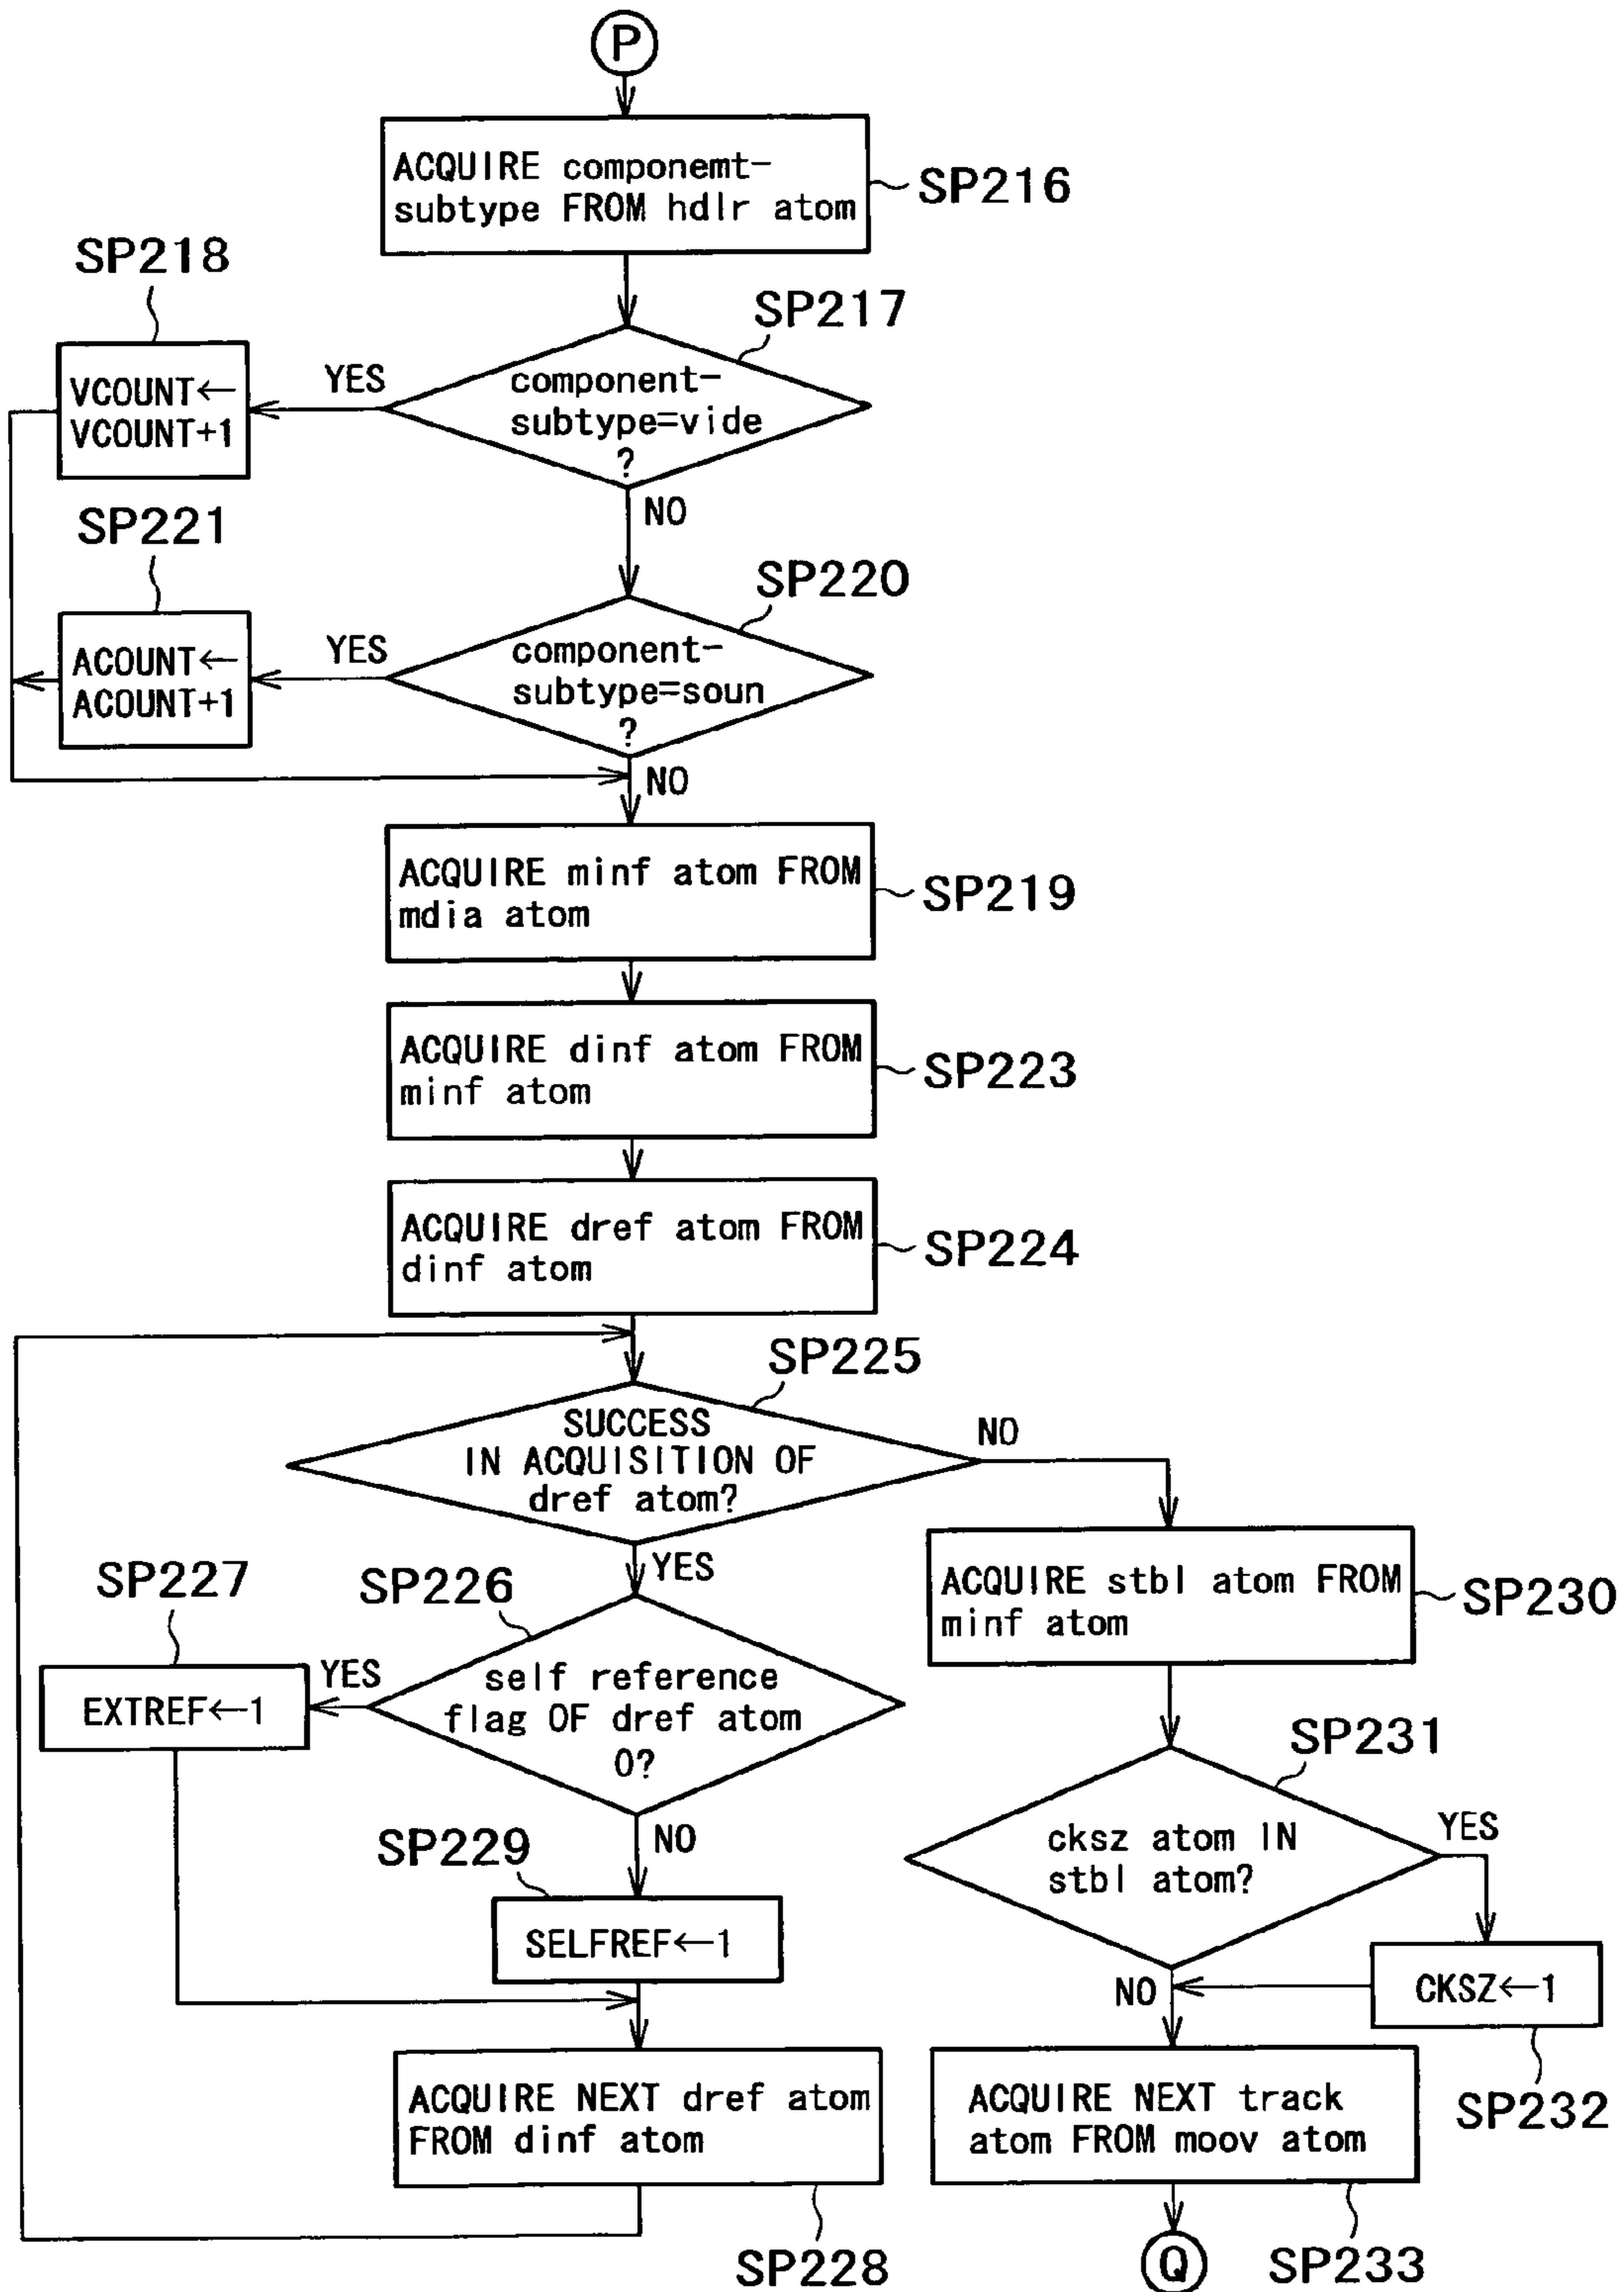 P
ACQUIRE componemt-
subtype FROM hdlr atom
SP216
SP218
SP217
VCOUNT←
VCOUNT+1
YES
component-
subtype=vide
?
NO
SP221
SP220
ACOUNT←
ACOUNT+1
YES
component-
subtype=soun
?
NO
ACQUIRE minf atom FROM
mdia atom
SP219
ACQUIRE dinf atom FROM
minf atom
SP223
ACQUIRE dref atom FROM
dinf atom
SP224
SP225
SUCCESS
IN ACQUISITION OF
dref atom?
NO
YES
SP227
SP226
EXTREF←1
YES
self reference
flag OF dref atom
0?
NO
SP229
SELFREF←1
ACQUIRE NEXT dref atom
FROM dinf atom
SP228
ACQUIRE stbl atom FROM
minf atom
SP230
SP231
cksz atom IN
stbl atom?
YES
NO
CKSZ←1
SP232
ACQUIRE NEXT track
atom FROM moov atom
SP233
Q